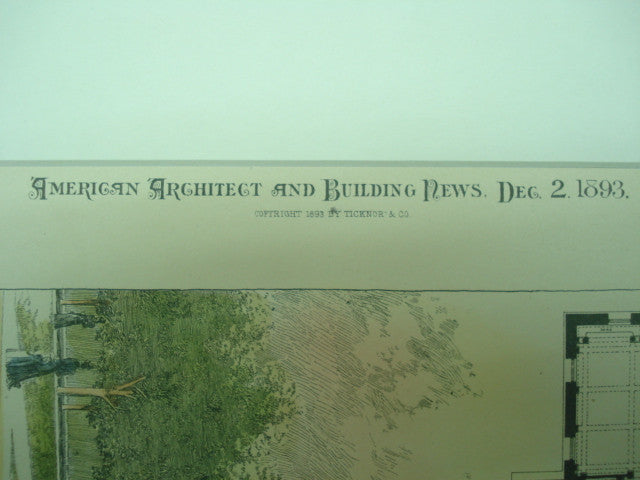 American Architect and Building News. Dec. 2. 1893.
COPYRIGHT 1893 BY TICKNOR & CO.